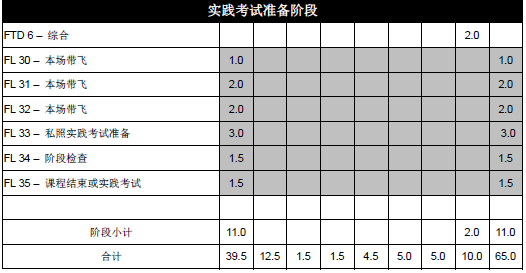 实践考试准备阶段
FTD 6 – 综合 2.0
FL 30 – 本场带飞 1.0 1.0
FL 31 – 本场带飞 2.0 2.0
FL 32 – 本场带飞 2.0 2.0
FL 33 – 私照实践考试准备 3.0 3.0
FL 34 – 阶段检查 1.5 1.5
FL 35 – 课程结束或实践考试 1.5 1.5
阶段小计 11.0 2.0 11.0
合计 39.5 12.5 1.5 1.5 4.5 5.0 5.0 10.0 65.0